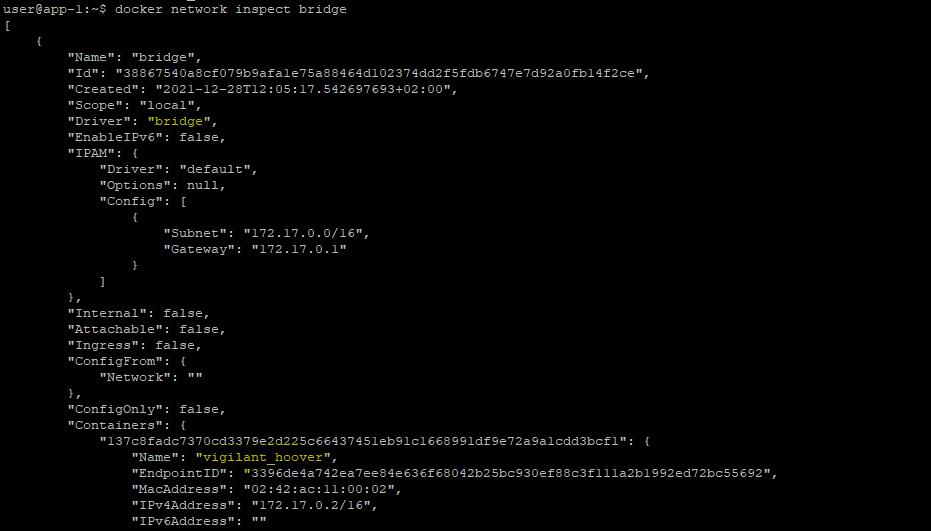 user@app-1:~$ docker network inspect bridge
[
    {
        "Name": "bridge",
        "Id": "38867540a8cf079b9afa1e75a88464d102374dd2f5fdb6747e7d92a0fb14f2ce",
        "Created": "2021-12-28T12:05:17.542697693+02:00",
        "Scope": "local",
        "Driver": "bridge",
        "EnableIPv6": false,
        "IPAM": {
            "Driver": "default",
            "Options": null,
            "Config": [
                {
                    "Subnet": "172.17.0.0/16",
                    "Gateway": "172.17.0.1"
                }
            ]
        },
        "Internal": false,
        "Attachable": false,
        "Ingress": false,
        "ConfigFrom": {
            "Network": ""
        },
        "ConfigOnly": false,
        "Containers": {
            "137c8fadc7370cd3379e2d225c66437451eb91c1668991df9e72a9a1cdd3bcf1": {
                "Name": "vigilant_hoover",
                "EndpointID": "3396de4a742ea7ee84e636f68042b25bc930ef88c3f111a2b1992ed72bc55692",
                "MacAddress": "02:42:ac:11:00:02",
                "IPv4Address": "172.17.0.2/16",
                "IPv6Address": ""